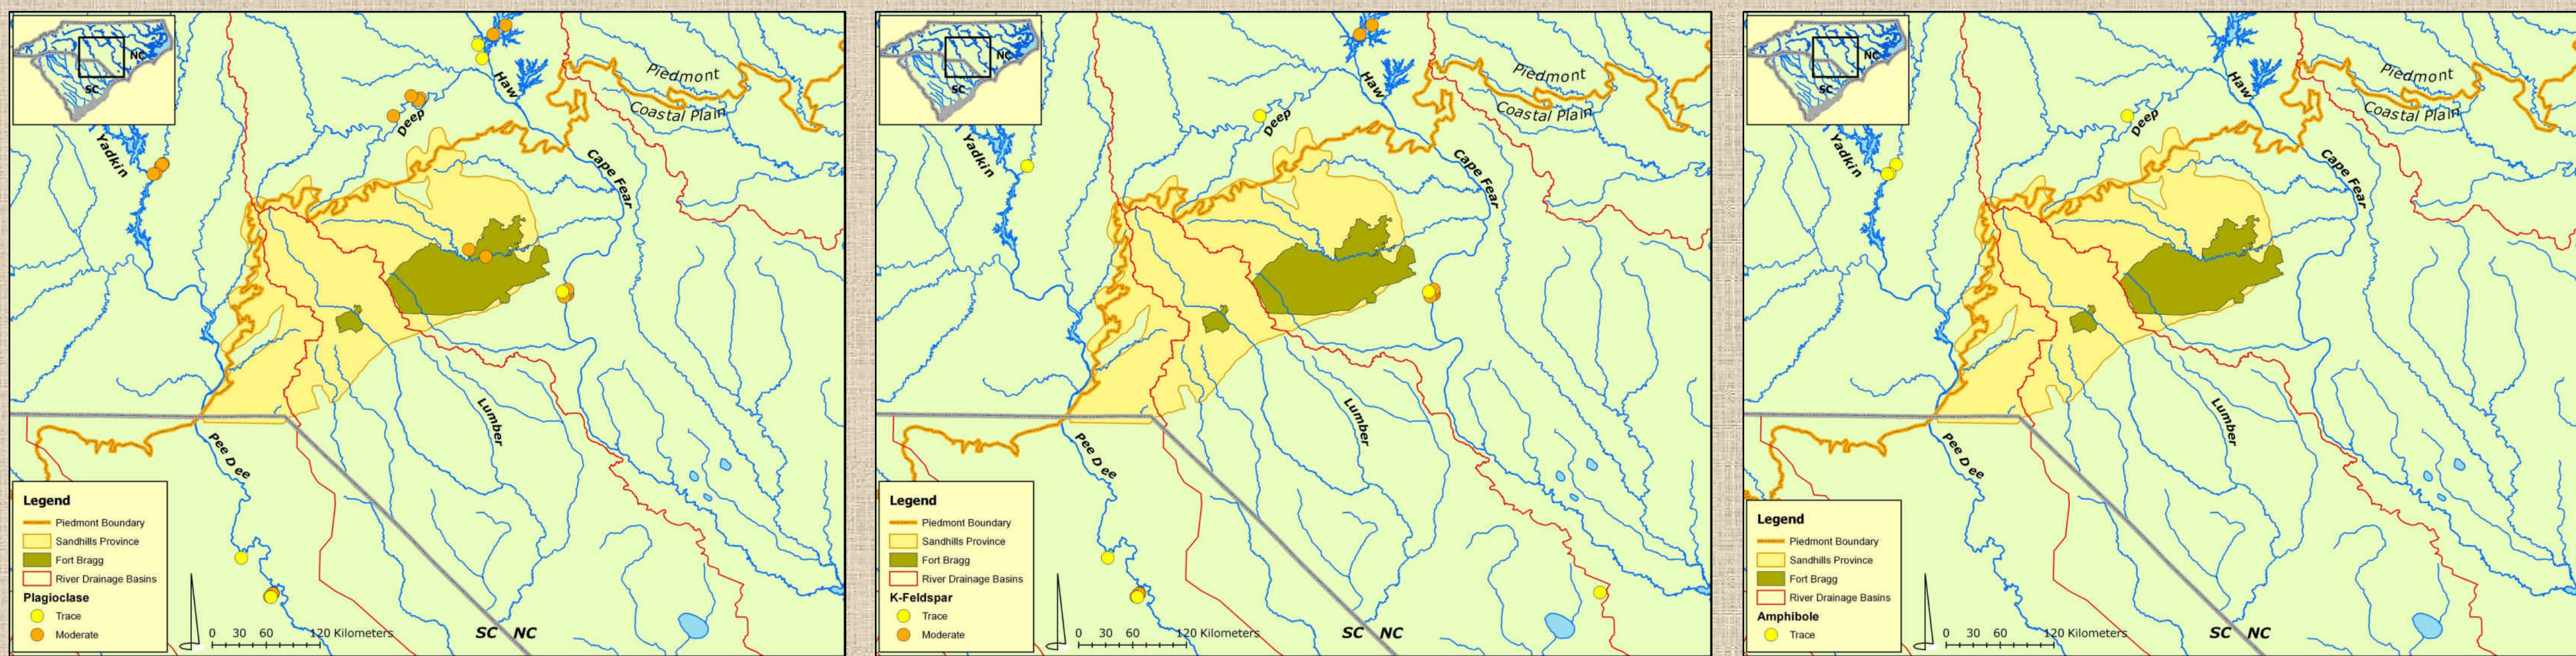 NC
SC
Piedmont
Coastal Plain
Haw
Deep
Yadkin
Cape Fear
Lumber
Pee D ee
Legend
Piedmont Boundary
Sandhills Province
Fort Bragg
River Drainage Basins
Plagioclase
Trace
Moderate
0 30 60 120 Kilometers
SC NC
NC
SC
Piedmont
Coastal Plain
Haw
Deep
Yadkin
Cape Fear
Lumber
Pee D ee
Legend
Piedmont Boundary
Sandhills Province
Fort Bragg
River Drainage Basins
K-Feldspar
Trace
Moderate
0 30 60 120 Kilometers
SC NC
NC
SC
Piedmont
Coastal Plain
Haw
Deep
Yadkin
Cape Fear
Lumber
Pee D ee
Legend
Piedmont Boundary
Sandhills Province
Fort Bragg
River Drainage Basins
Amphibole
Trace
0 30 60 120 Kilometers
SC NC